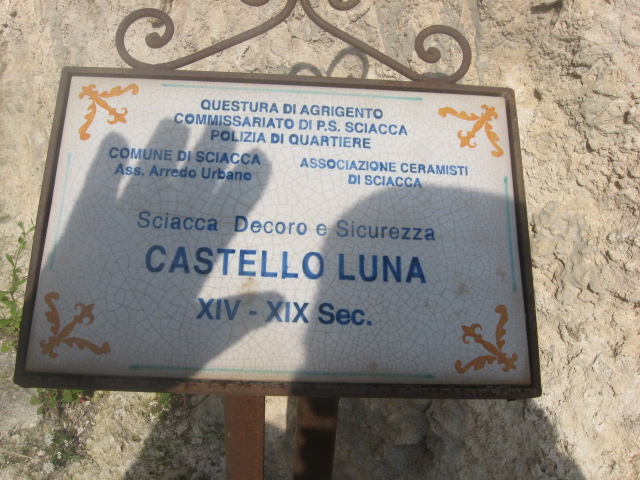 QUESTURA DI AGRIGENTO
COMMISSARIATO DI P.S. SCIACCA
POLIZIA DI QUARTIERE
COMUNE DI SCIACCA
Ass. Arredo Urbano
ASSOCIAZIONE CERAMISTI
DI SCIACCA
Sciacca Decoro e Sicurezza
CASTELLO LUNA
XIV - XIX Sec.